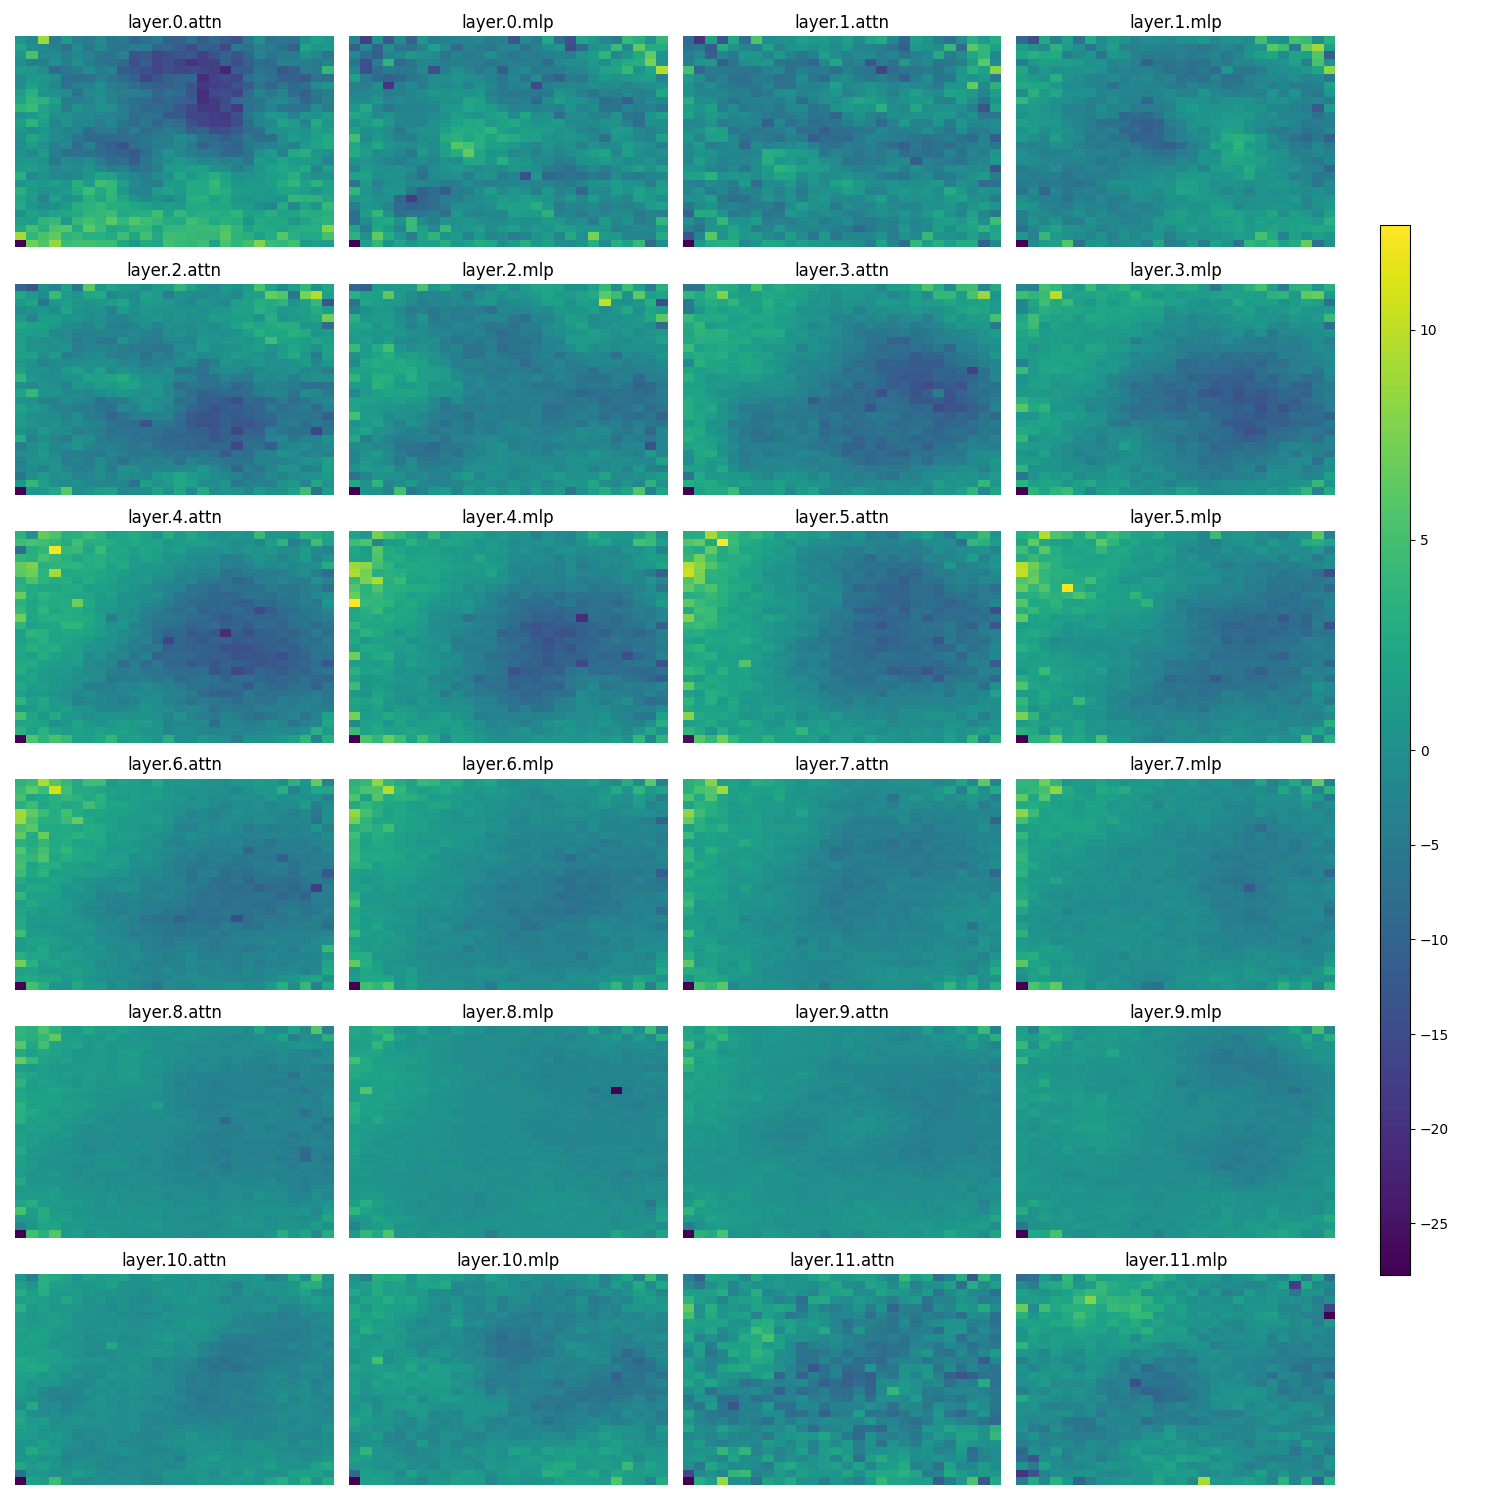 layer.0.attn layer.0.mlp layer.1.attn layer.1.mlp
layer.2.attn layer.2.mlp layer.3.attn layer.3.mlp
layer.4.attn layer.4.mlp layer.5.attn layer.5.mlp
layer.6.attn layer.6.mlp layer.7.attn layer.7.mlp
layer.8.attn layer.8.mlp layer.9.attn layer.9.mlp
layer.10.attn layer.10.mlp layer.11.attn layer.11.mlp
10
5
0
−5
−10
−15
−20
−25